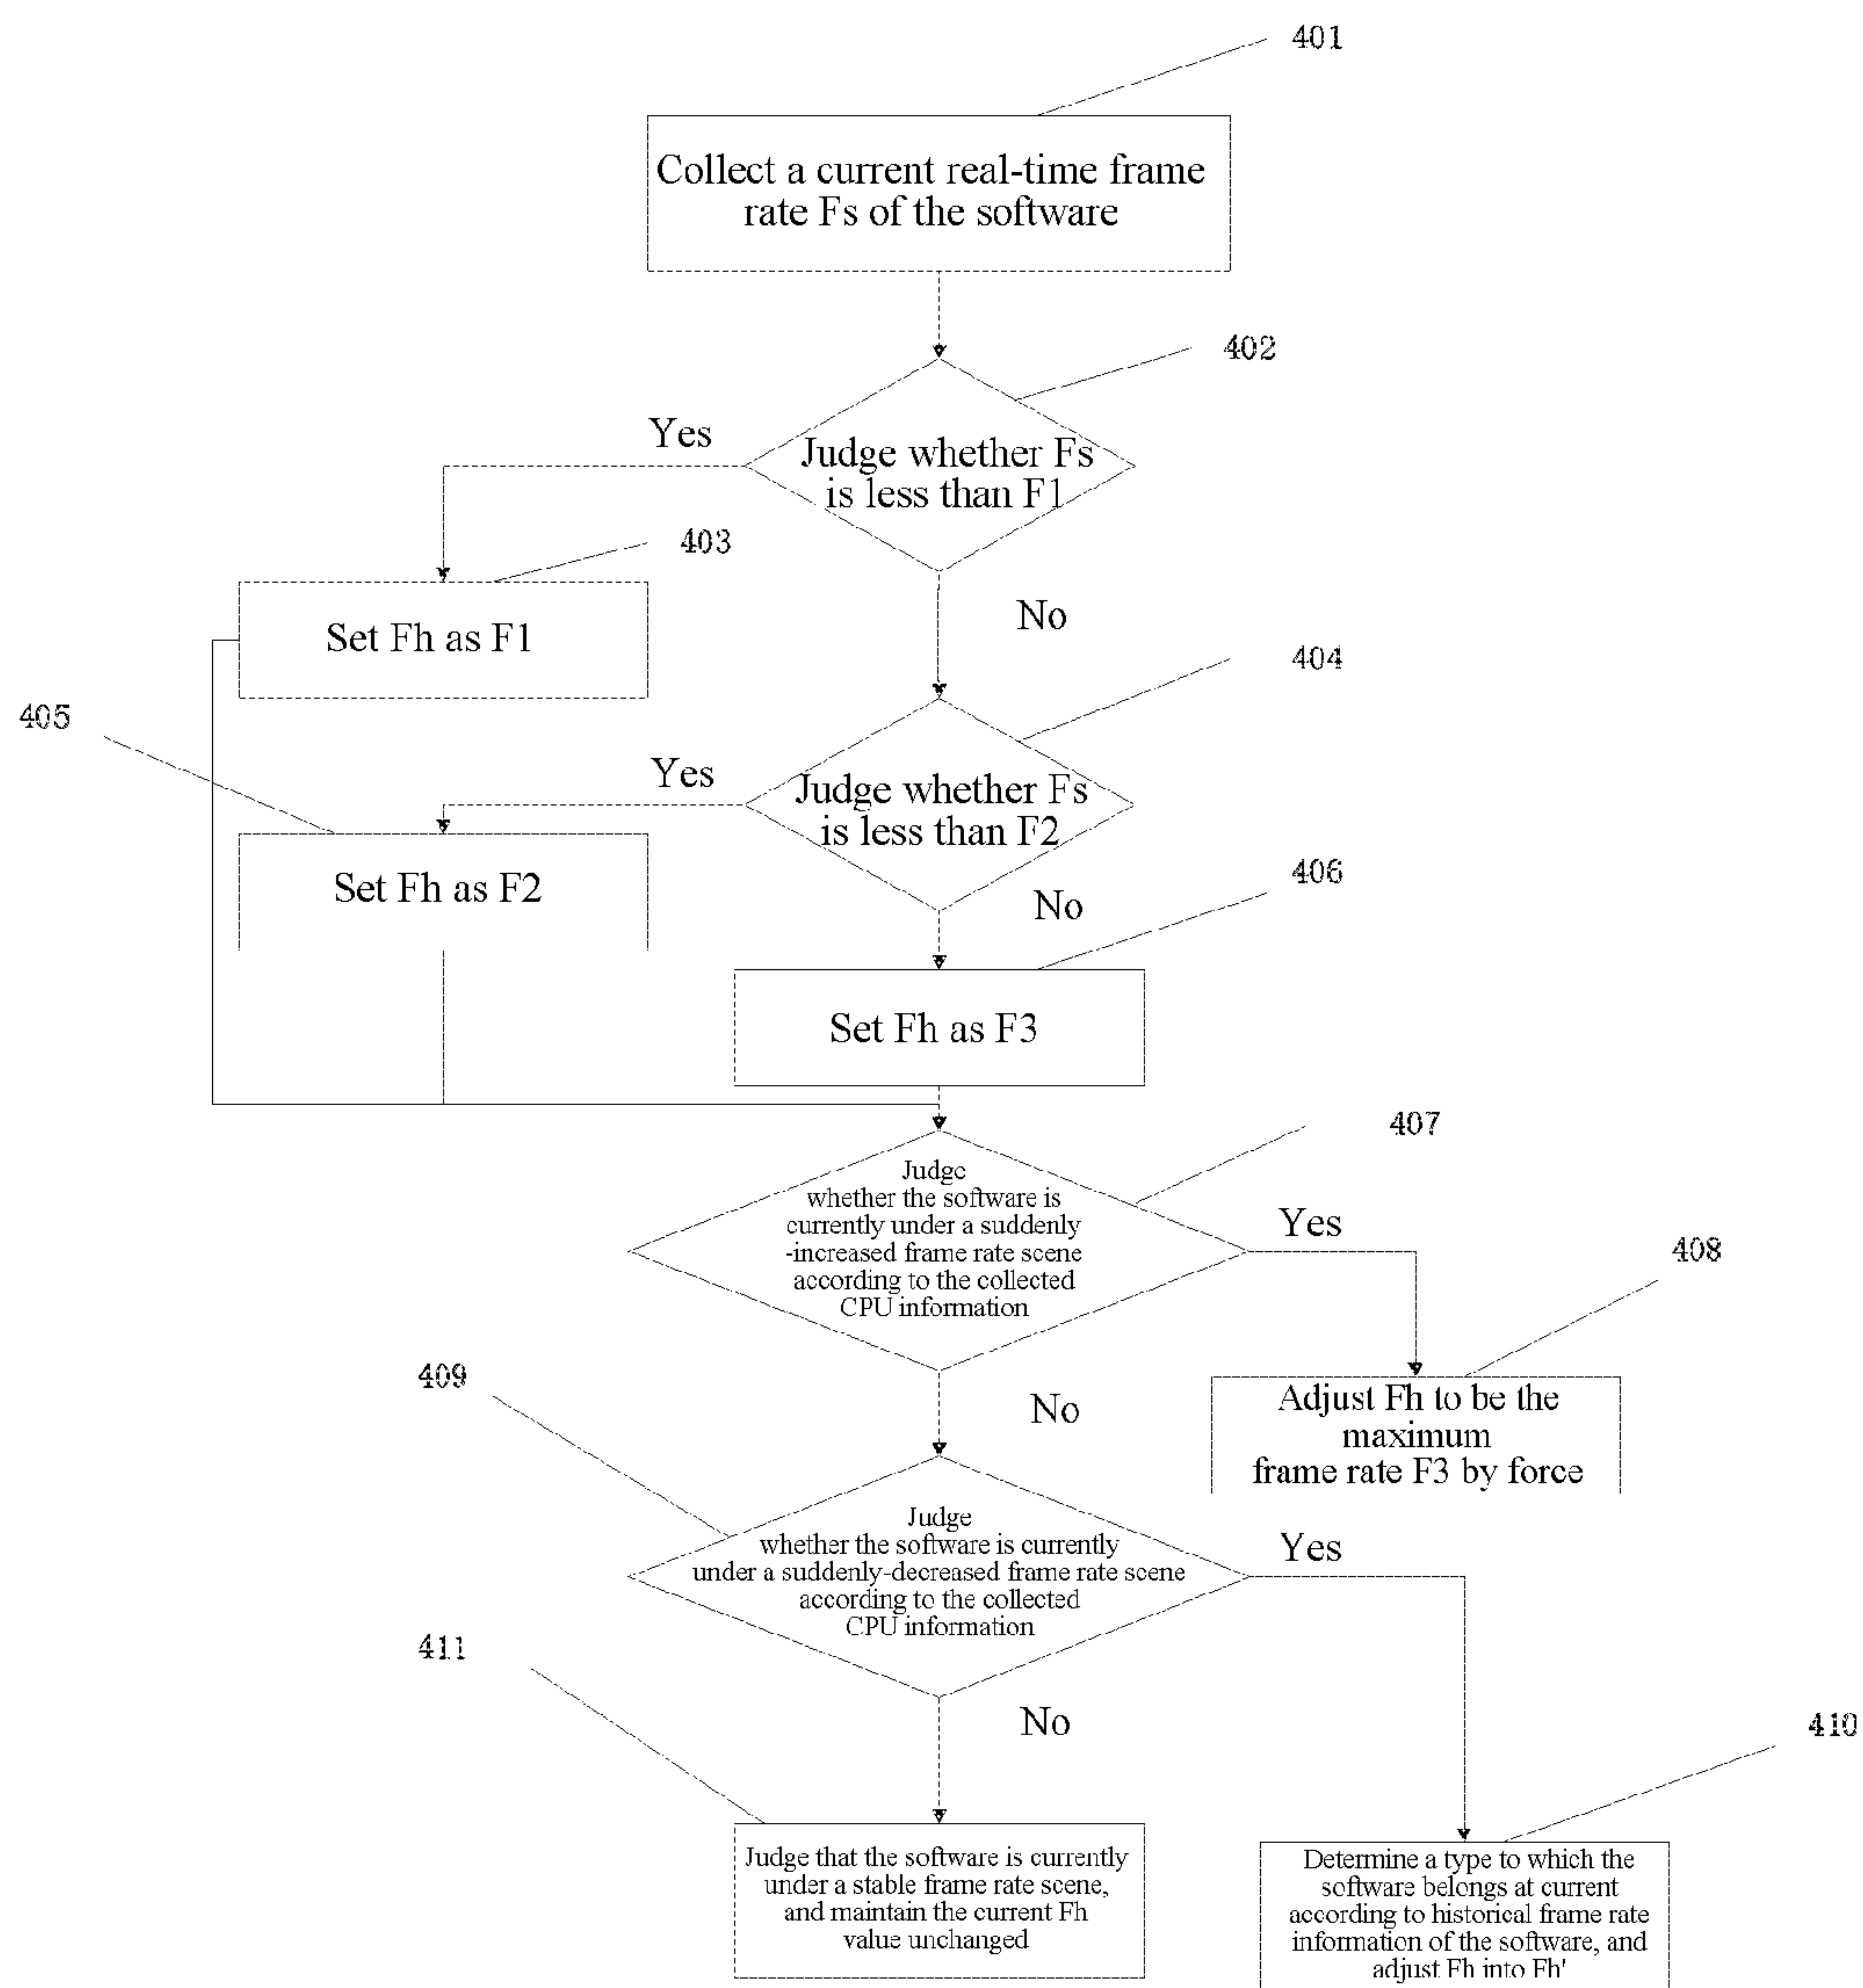 401
Collect a current real-time frame
rate Fs of the software
402
Yes
Judge whether Fs
is less than F1
403
No
Set Fh as F1
404
405
Yes
Judge whether Fs
is less than F2
406
Set Fh as F2
No
Set Fh as F3
407
Judge
whether the software is
currently under a suddenly
-increased frame rate scene
according to the collected
CPU information
Yes
408
409
No
Adjust Fh to be the
maximum
frame rate F3 by force
Judge
whether the software is currently
under a suddenly-decreased frame rate scene
according to the collected
CPU information
Yes
411
No
410
Judge that the software is currently
under a stable frame rate scene,
and maintain the current Fh
value unchanged
Determine a type to which the
software belongs at current
according to historical frame rate
information of the software, and
adjust Fh into Fh'